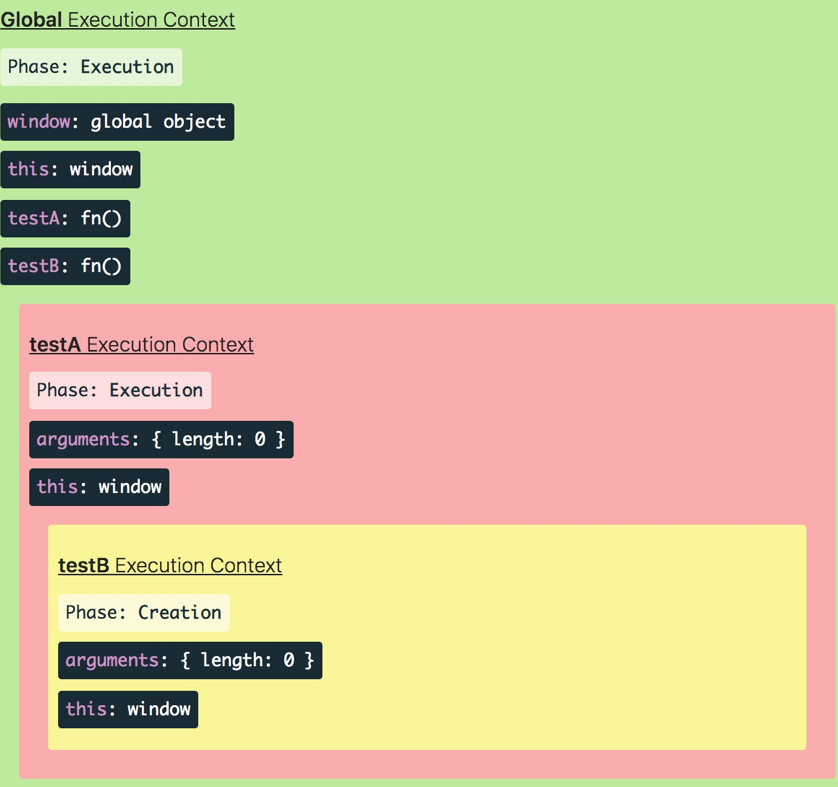 Global Execution Context
Phase: Execution
window: global object
this: window
testA: fn()
testB: fn()
testA Execution Context
Phase: Execution
arguments: { length: 0 }
this: window
testB Execution Context
Phase: Creation
arguments: { length: 0 }
this: window